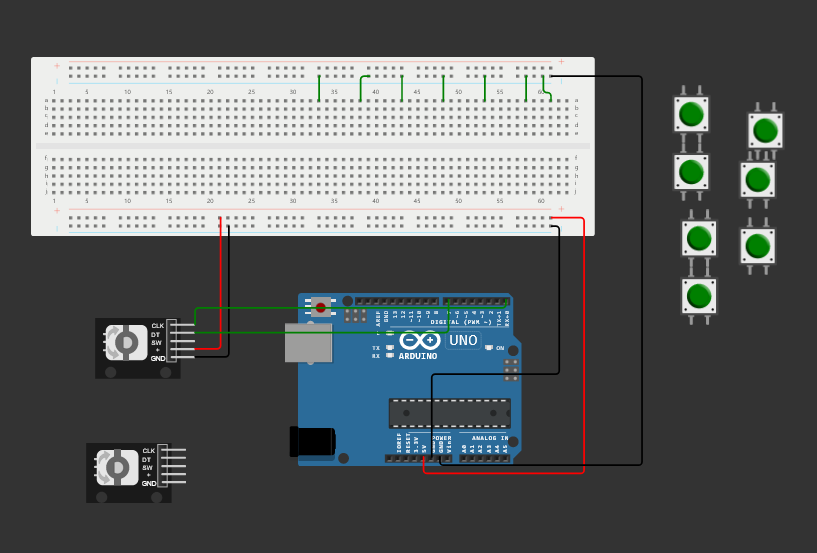 + +
1 5 10 15 20 25 30 35 40 45 50 55 60
a a
b b
c c
d d
e e
f f
g g
h h
i i
j j
1 5 10 15 20 25 30 35 40 45 50 55 60
+ +
AREF
GND
13
12
~11
~10
~9
8
7
~6
~5
4
~3
2
TX→1
RX←0
DIGITAL (PWM ~)
UNO
TX
RX
ON
ARDUINO
CLK
DT
SW
+
GND
IOREF
RESET
3.3V
5V
GND
Vin
POWER
ANALOG IN
A0
A1
A2
A3
A4
A5
CLK
DT
SW
+
GND